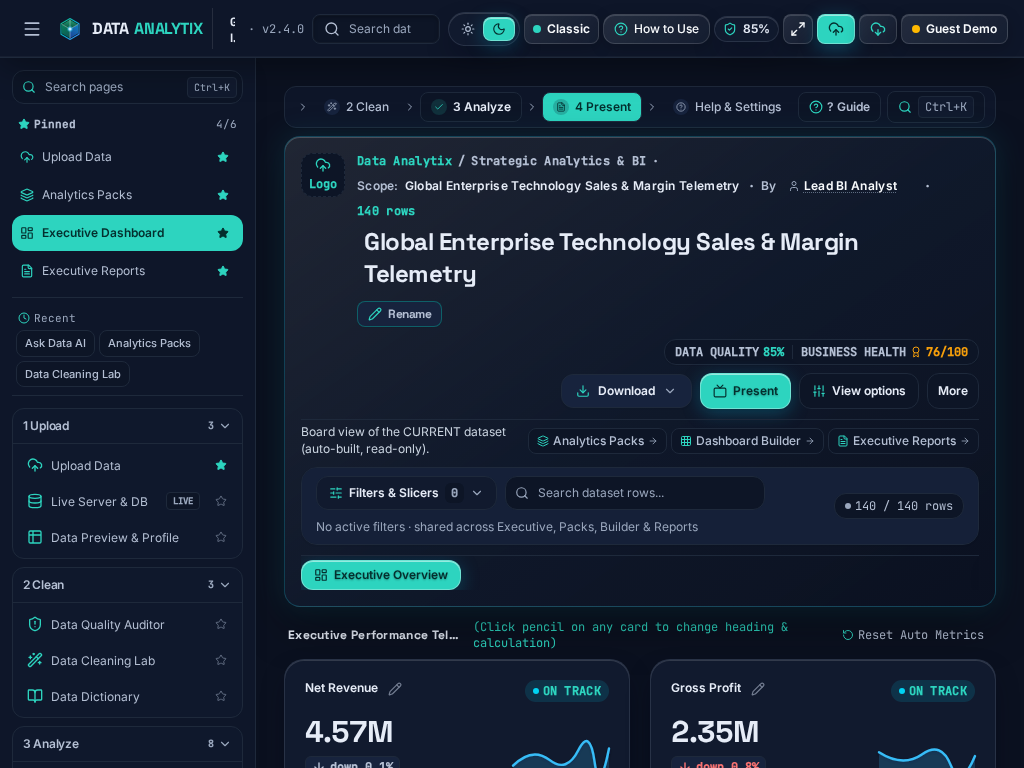 DATA ANALYTIX
· v2.4.0
Search dat
Classic
How to Use
85%
Guest Demo
Search pages
Ctrl+K
Pinned
4/6
Upload Data
Analytics Packs
Executive Dashboard
Executive Reports
Recent
Ask Data AI
Analytics Packs
Data Cleaning Lab
1 Upload
3
Upload Data
Live Server & DB
LIVE
Data Preview & Profile
2 Clean
3
Data Quality Auditor
Data Cleaning Lab
Data Dictionary
3 Analyze
8
2 Clean
3 Analyze
4 Present
Help & Settings
? Guide
Ctrl+K
Logo
Data Analytix / Strategic Analytics & BI ·
Scope: Global Enterprise Technology Sales & Margin Telemetry · By Lead BI Analyst ·
140 rows
Global Enterprise Technology Sales & Margin
Telemetry
Rename
DATA QUALITY 85%
BUSINESS HEALTH 76/100
Download
Present
View options
More
Board view of the CURRENT dataset
(auto-built, read-only).
Analytics Packs →
Dashboard Builder →
Executive Reports →
Filters & Slicers 0
Search dataset rows...
140 / 140 rows
No active filters · shared across Executive, Packs, Builder & Reports
Executive Overview
Executive Performance Tel...
(Click pencil on any card to change heading &
calculation)
Reset Auto Metrics
Net Revenue
ON TRACK
4.57M
↓ down 0.1%
Gross Profit
ON TRACK
2.35M
↓ down 0.8%